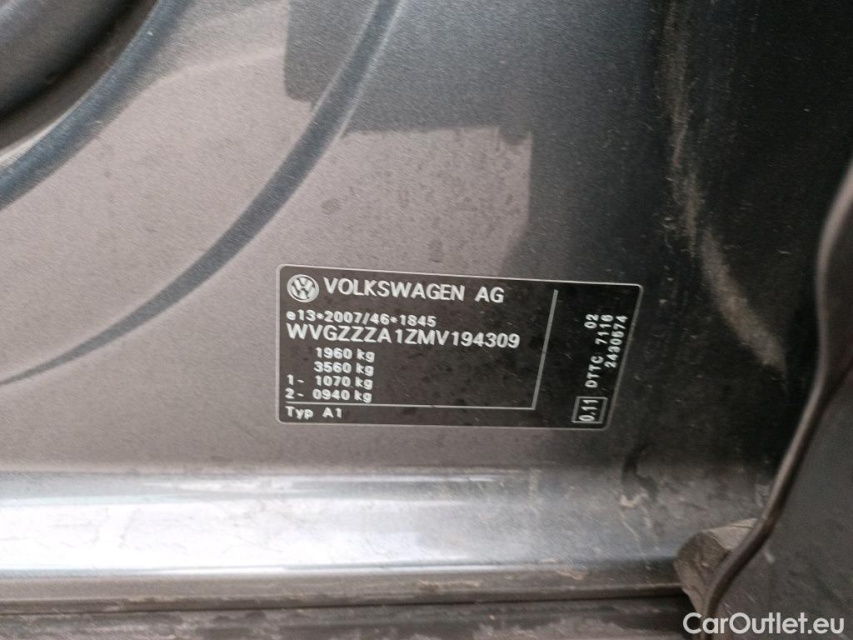 VOLKSWAGEN AG
e13*2007/46*1845
WVGZZZA1ZMV194309
1960 kg
3560 kg
1- 1070 kg
2- 0940 kg
Typ A1
02
DTTC 7116
2430574
0.11
CarOutlet.eu